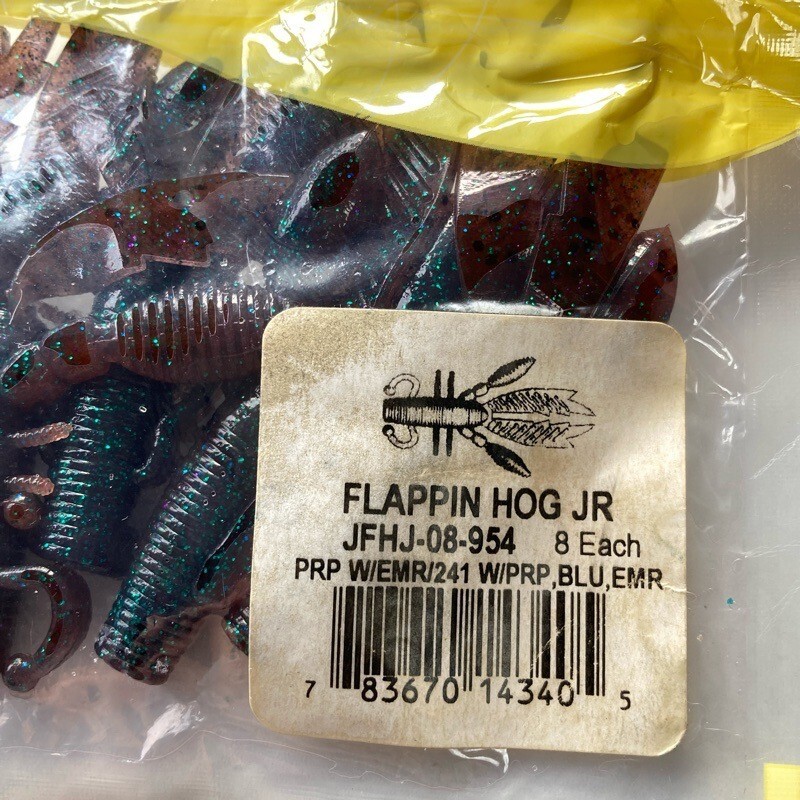 FLAPPIN HOG JR
JFHJ-08-954 8 Each
PRP W/EMR/241 W/PRP,BLU,EMR
7 83670 14340 5